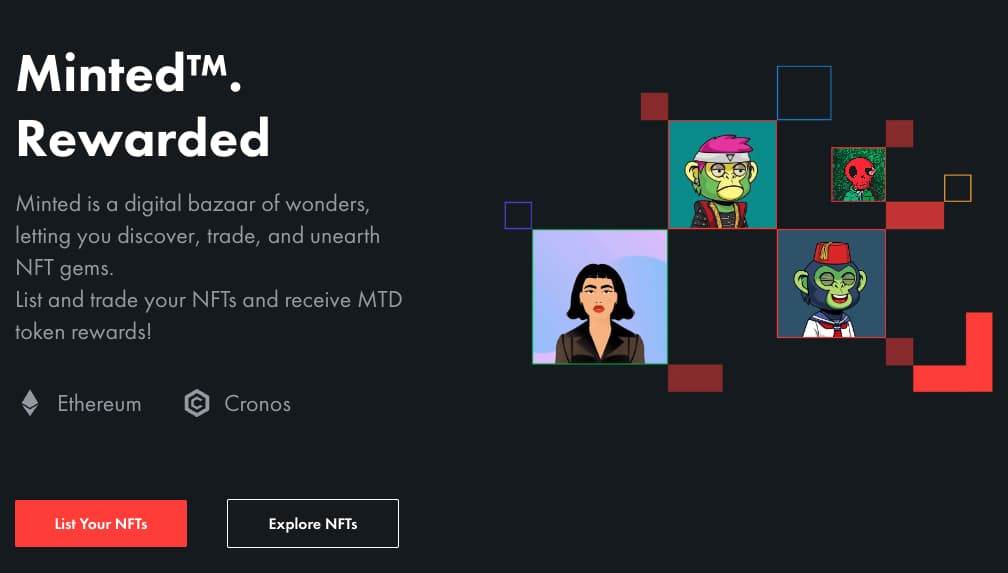 Minted™.
Rewarded
Minted is a digital bazaar of wonders,
letting you discover, trade, and unearth
NFT gems.
List and trade your NFTs and receive MTD
token rewards!
Ethereum Cronos
List Your NFTs Explore NFTs